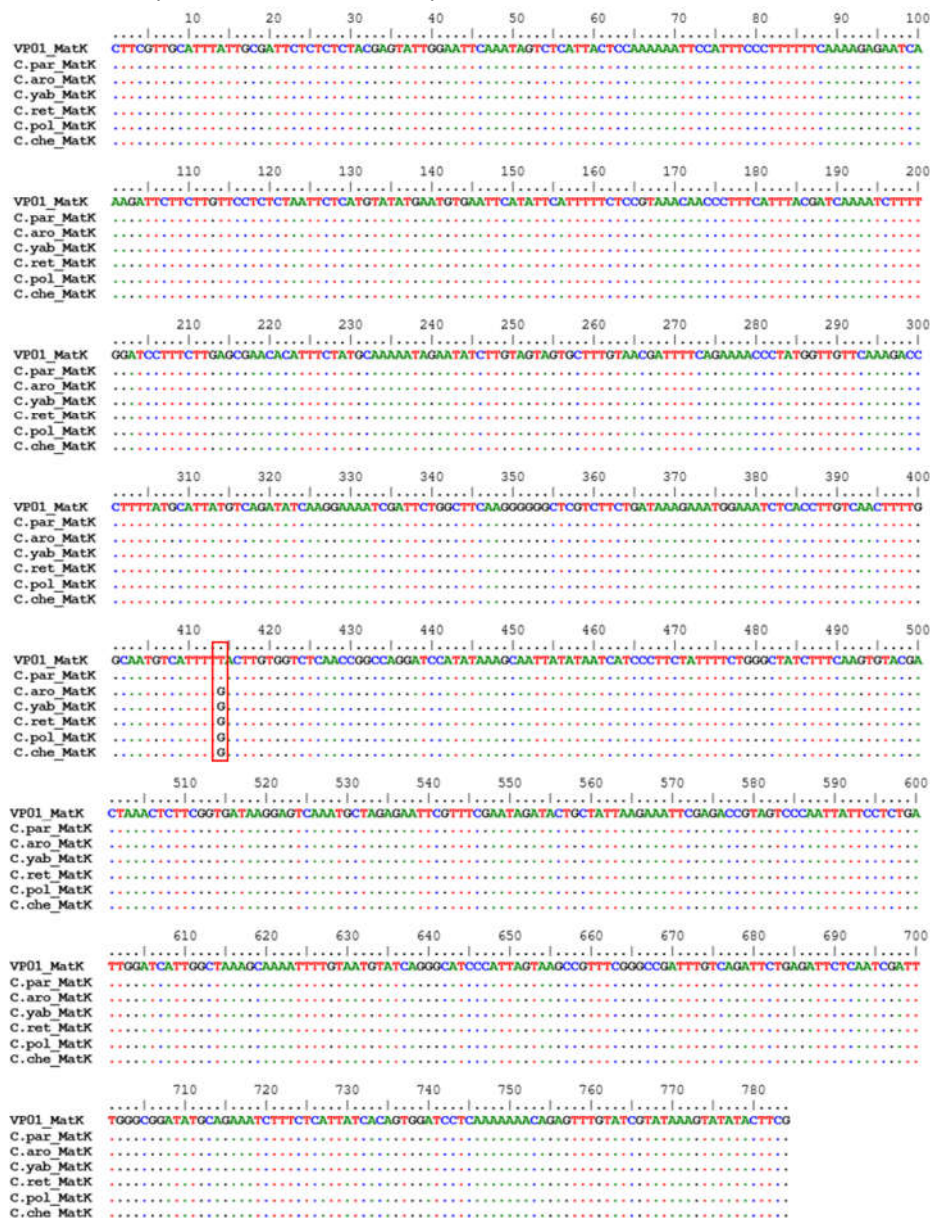 10 20 30 40 50 60 70 80 90 100
VP01_MatK CTTCGTTGCATTTATTGCGATTCTCTCTCTACGAGTATTGGAATTCAAATAGTCTCATTACTCCAAAAAATTCCATTTCCCTTTTTTCAAAAGAGAATCA
C.par_MatK
C.aro_MatK
C.yab_MatK
C.ret_MatK
C.pol_MatK
C.che_MatK
110 120 130 140 150 160 170 180 190 200
VP01_MatK AAGATTCTTCTTGTTCCTCTCTAATTCTCATGTATATGAATGTGAATTCATATTCATTTTTCTCCGTAAACAACCCTTTCATTTACGATCAAAATCTTTT
C.par_MatK
C.aro_MatK
C.yab_MatK
C.ret_MatK
C.pol_MatK
C.che_MatK
210 220 230 240 250 260 270 280 290 300
VP01_MatK GGATCCTTTCTTGAGCGAACACATTTCTATGCAAAAATAGAATATCTTGTAGTAGTGCTTTGTAACGATTTTCAGAAAACCCTATGGTTGTTCAAAGACC
C.par_MatK
C.aro_MatK
C.yab_MatK
C.ret_MatK
C.pol_MatK
C.che_MatK
310 320 330 340 350 360 370 380 390 400
VP01_MatK CTTTTATGCATTATGTCAGATATCAAGGAAAATCGATTCTGGCTTCAAGGGGGGCTCGTCTTCTGATAAAGAAATGGAAATCTCACCTTGTCAACTTTTG
C.par_MatK
C.aro_MatK
C.yab_MatK
C.ret_MatK
C.pol_MatK
C.che_MatK
410 420 430 440 450 460 470 480 490 500
VP01_MatK GCAATGTCATTTTTACTTGTGGTCTCAACCGGCCAGGATCCATATAAAGCAATTATATAATCATCCCTTCTATTTTCTGGGCTATCTTTCAAGTGTACGA
C.par_MatK
C.aro_MatK G
C.yab_MatK G
C.ret_MatK G
C.pol_MatK G
C.che_MatK G
510 520 530 540 550 560 570 580 590 600
VP01_MatK CTAAACTCTTCGGTGATAAGGAGTCAAATGCTAGAGAATTCGTTTCGAATAGATACTGCTATTAAGAAATTCGAGACCGTAGTCCCAATTATTCCTCTGA
C.par_MatK
C.aro_MatK
C.yab_MatK
C.ret_MatK
C.pol_MatK
C.che_MatK
610 620 630 640 650 660 670 680 690 700
VP01_MatK TTGGATCATTGGCTAAAGCAAAATTTTGTAATGTATCAGGGCATCCCATTAGTAAGCCGTTTCGGGCCGATTTGTCAGATTCTGAGATTCTCAATCGATT
C.par_MatK
C.aro_MatK
C.yab_MatK
C.ret_MatK
C.pol_MatK
C.che_MatK
710 720 730 740 750 760 770 780
VP01_MatK TGGGCGGATATGCAGAAATCTTTCTCATTATCACAGTGGATCCTCAAAAAAACAGAGTTTGTATCGTATAAAGTATATACTTCG
C.par_MatK
C.aro_MatK
C.yab_MatK
C.ret_MatK
C.pol_MatK
C.che_MatK